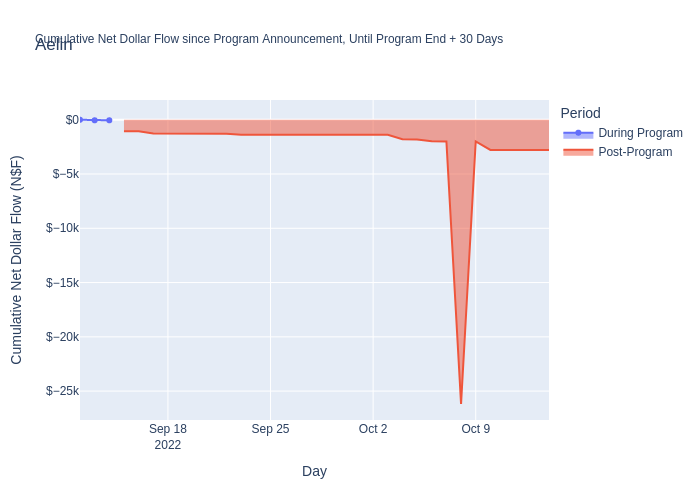 Cumulative Net Dollar Flow since Program Announcement, Until Program End + 30 Days
Aelin
Period
During Program
Post-Program
Cumulative Net Dollar Flow (N$F)
$0
$−5k
$−10k
$−15k
$−20k
$−25k
Sep 18
2022
Sep 25
Oct 2
Oct 9
Day